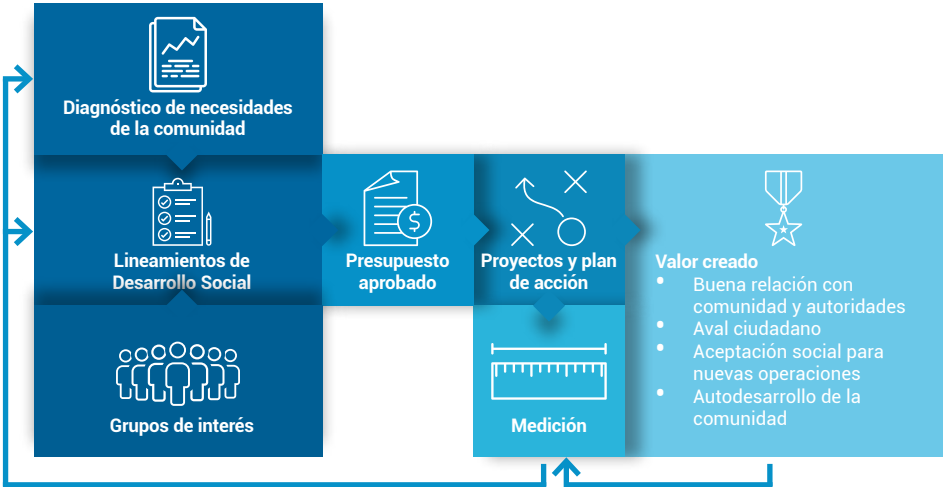 Diagnóstico de necesidades
de la comunidad
Lineamientos de
Desarrollo Social
Grupos de interés
$
Presupuesto
aprobado
Proyectos y plan
de acción
Medición
Valor creado
• Buena relación con
comunidad y autoridades
• Aval ciudadano
• Aceptación social para
nuevas operaciones
• Autodesarrollo de la
comunidad